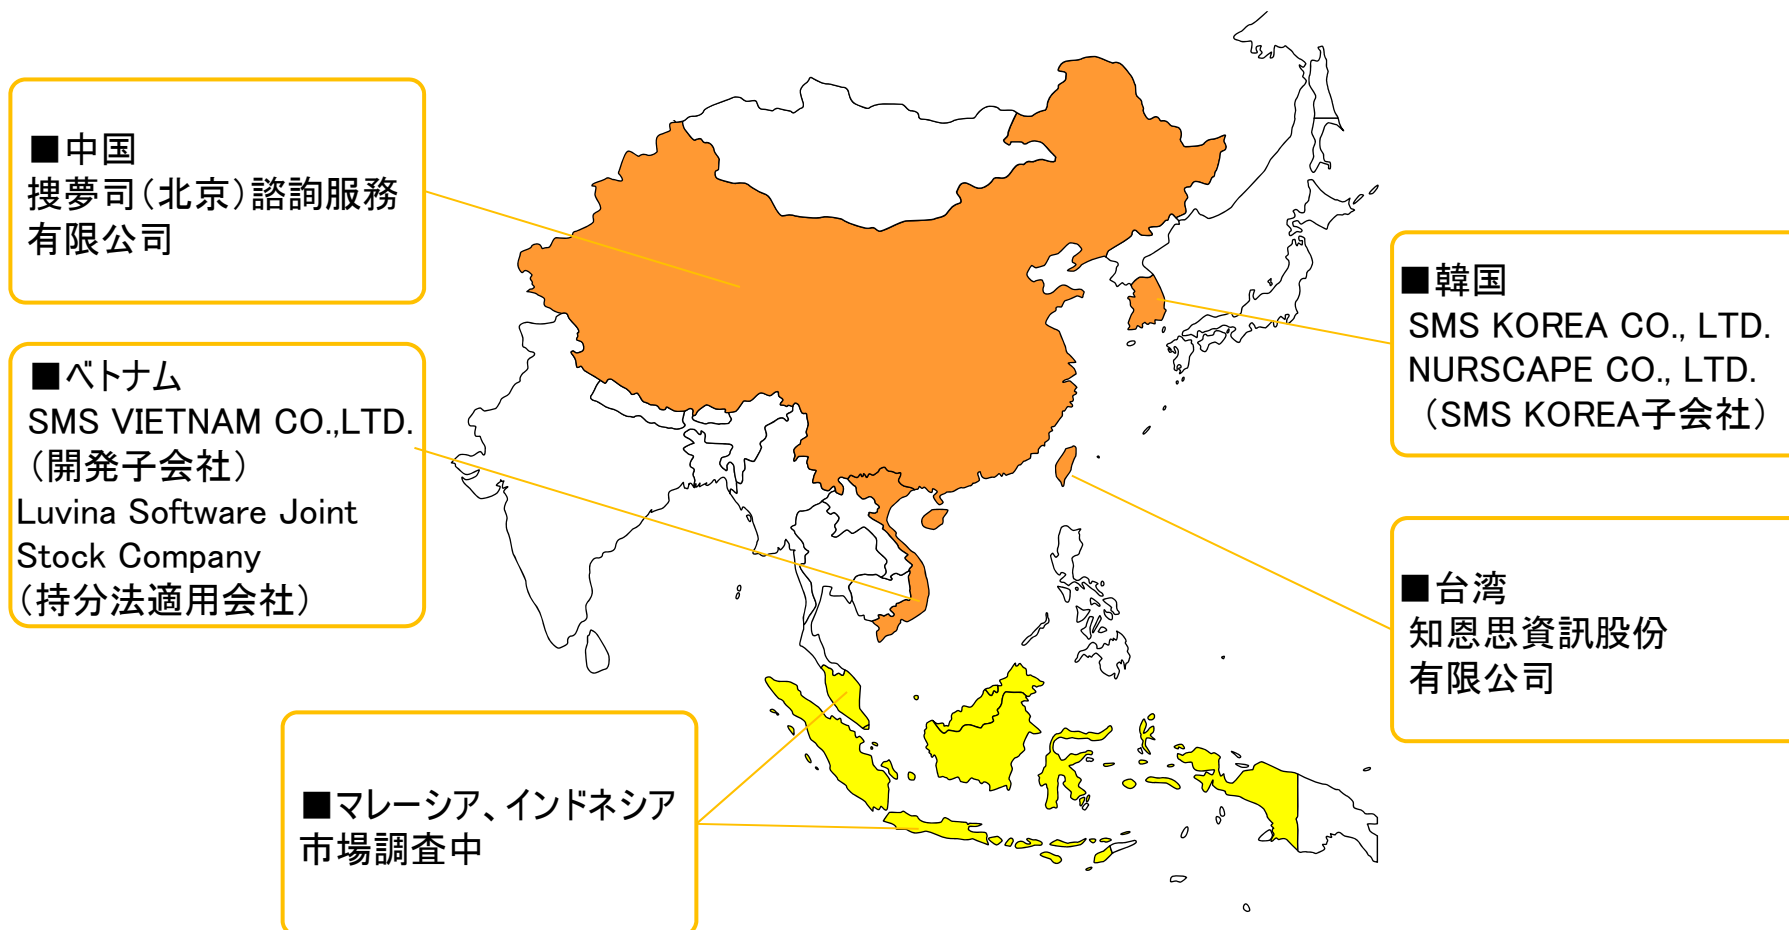 ■中国
捜夢司（北京）諮詢服務
有限公司
■ベトナム
SMS VIETNAM CO.,LTD.
（開発子会社）
Luvina Software Joint
Stock Company
（持分法適用会社）
■マレーシア、インドネシア
市場調査中
■韓国
SMS KOREA CO., LTD.
NURSCAPE CO., LTD.
（SMS KOREA子会社）
■台湾
知恩思資訊股份
有限公司